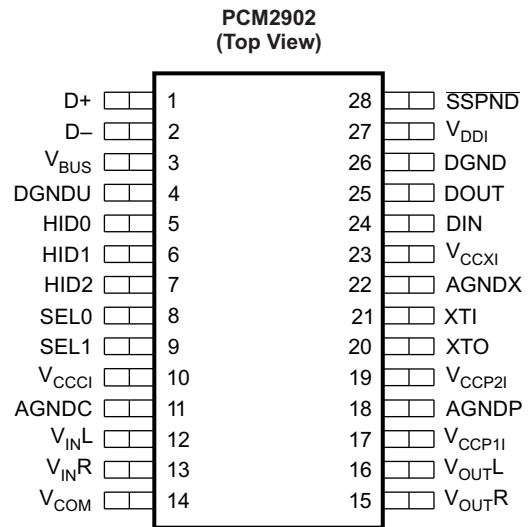 PCM2902
(Top View)
D+ 1 28 SSPND
D– 2 27 VDDI
VBUS 3 26 DGND
DGNDU 4 25 DOUT
HID0 5 24 DIN
HID1 6 23 VCCXI
HID2 7 22 AGNDX
SEL0 8 21 XTI
SEL1 9 20 XTO
VCCCI 10 19 VCCP2I
AGNDC 11 18 AGNDP
VINL 12 17 VCCP1I
VINR 13 16 VOUTL
VCOM 14 15 VOUTR